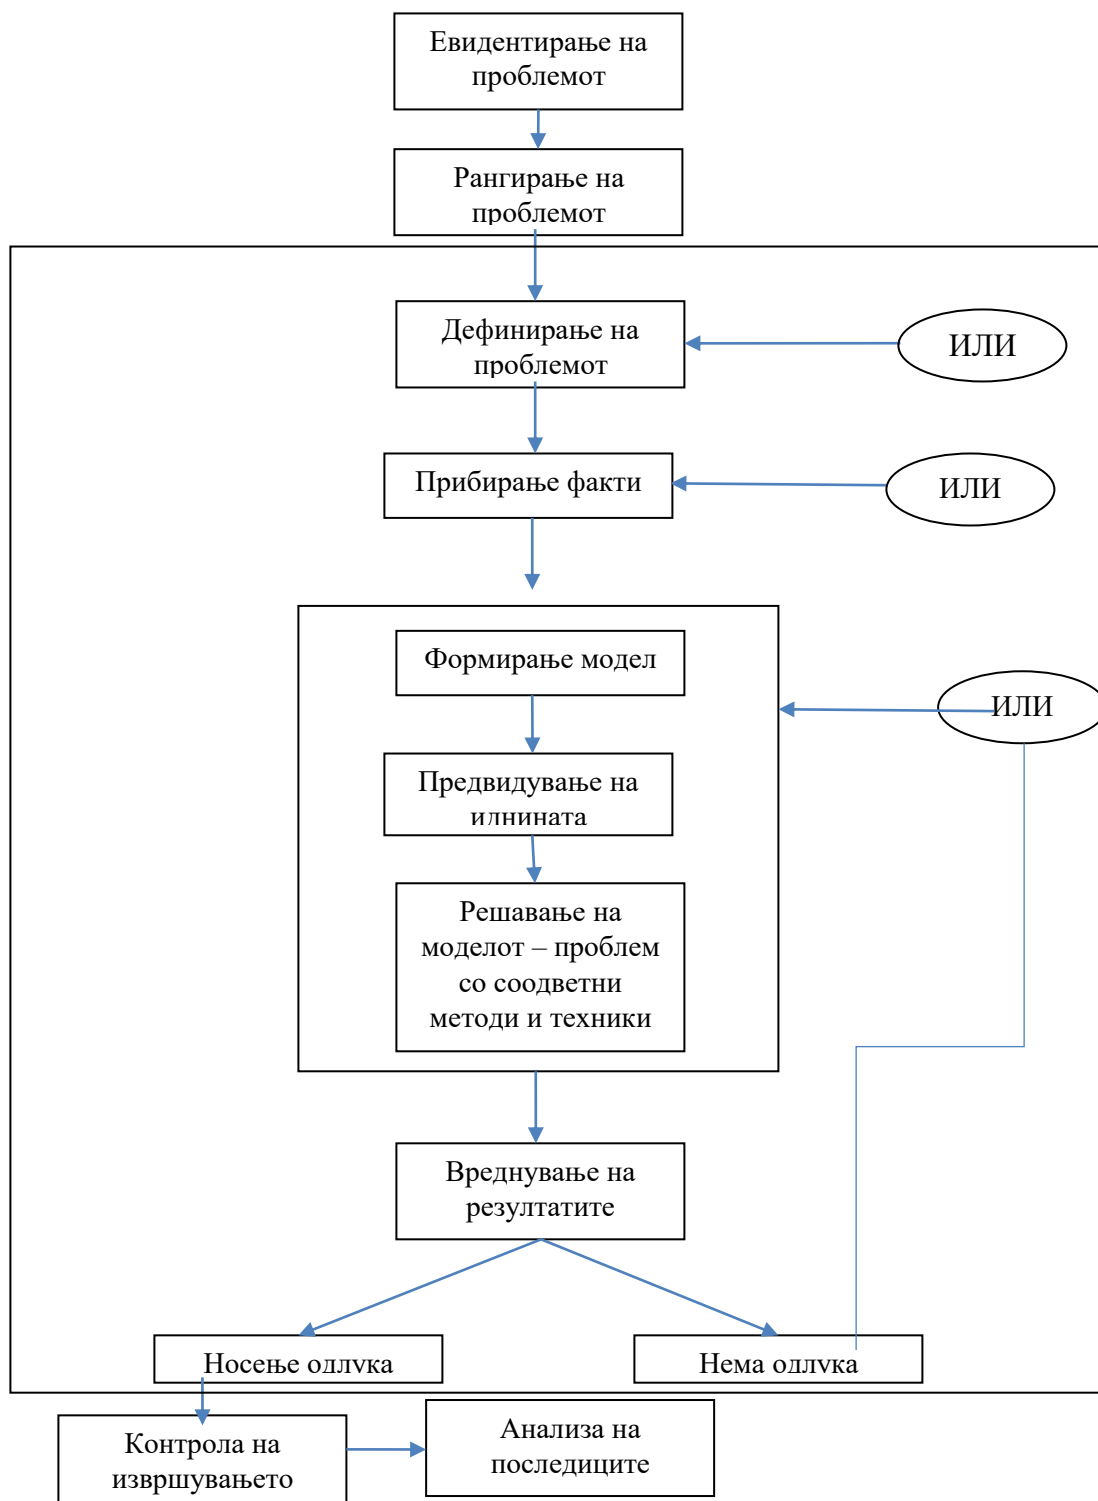 Евидентирање на
проблемот
Рангирање на
проблемот
Дефинирање на
проблемот
ИЛИ
Прибирање факти
ИЛИ
Формирање модел
ИЛИ
Предвидување на
иднината
Решавање на
моделот – проблем
со соодветни
методи и техники
Вреднување на
резултатите
Носење одлука
Нема одлука
Контрола на
извршувањето
Анализа на
последиците